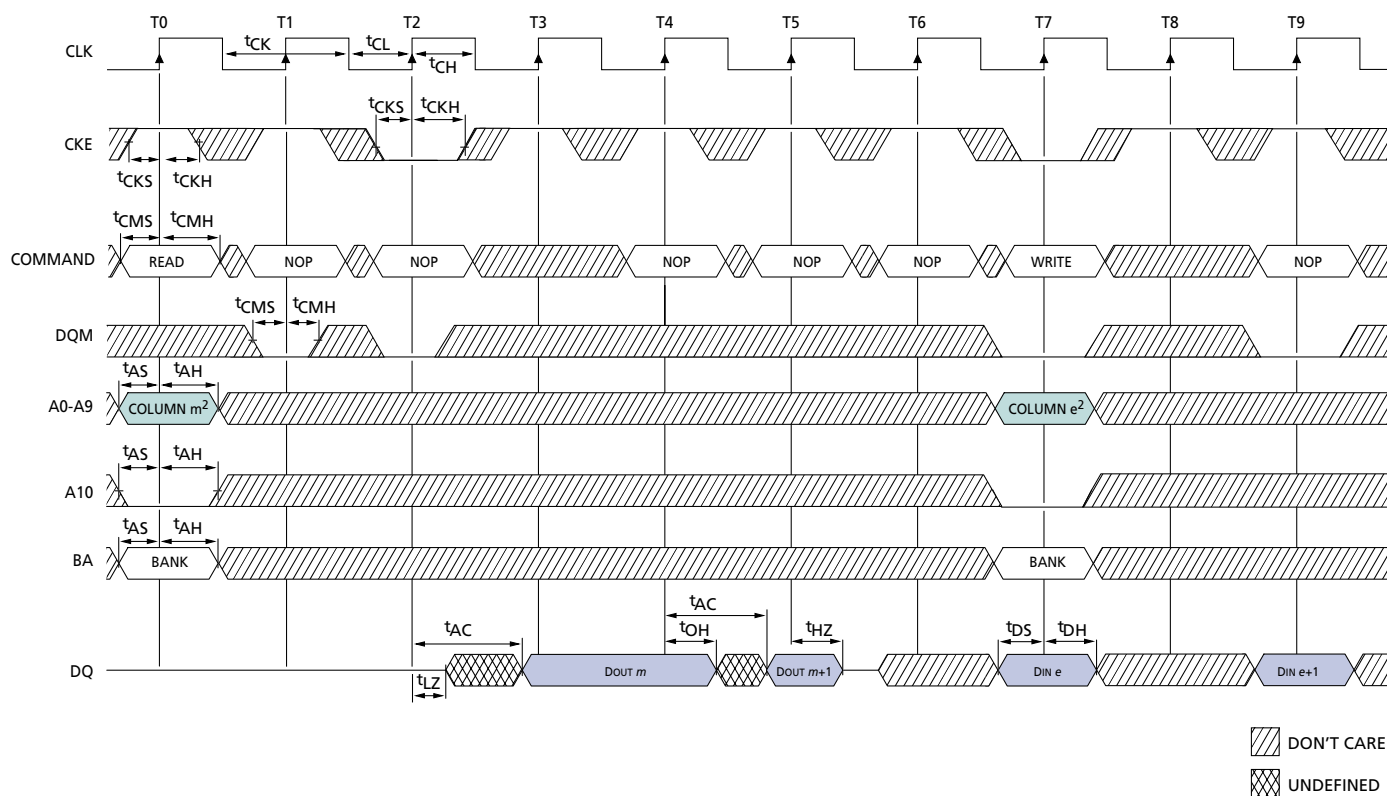 T0 T1 T2 T3 T4 T5 T6 T7 T8 T9
CLK tCK tCL tCH
tCKS tCKH
CKE
tCKS tCKH
tCMS tCMH
COMMAND READ NOP NOP NOP NOP NOP WRITE NOP
tCMS tCMH
DQM
tAS tAH
A0-A9 COLUMN m2 COLUMN e2
tAS tAH
A10
tAS tAH
BA BANK BANK
tAC tAC tOH tHZ tDS tDH
DQ DOUT m DOUT m+1 DIN e DIN e+1
tLZ
DON'T CARE
UNDEFINED